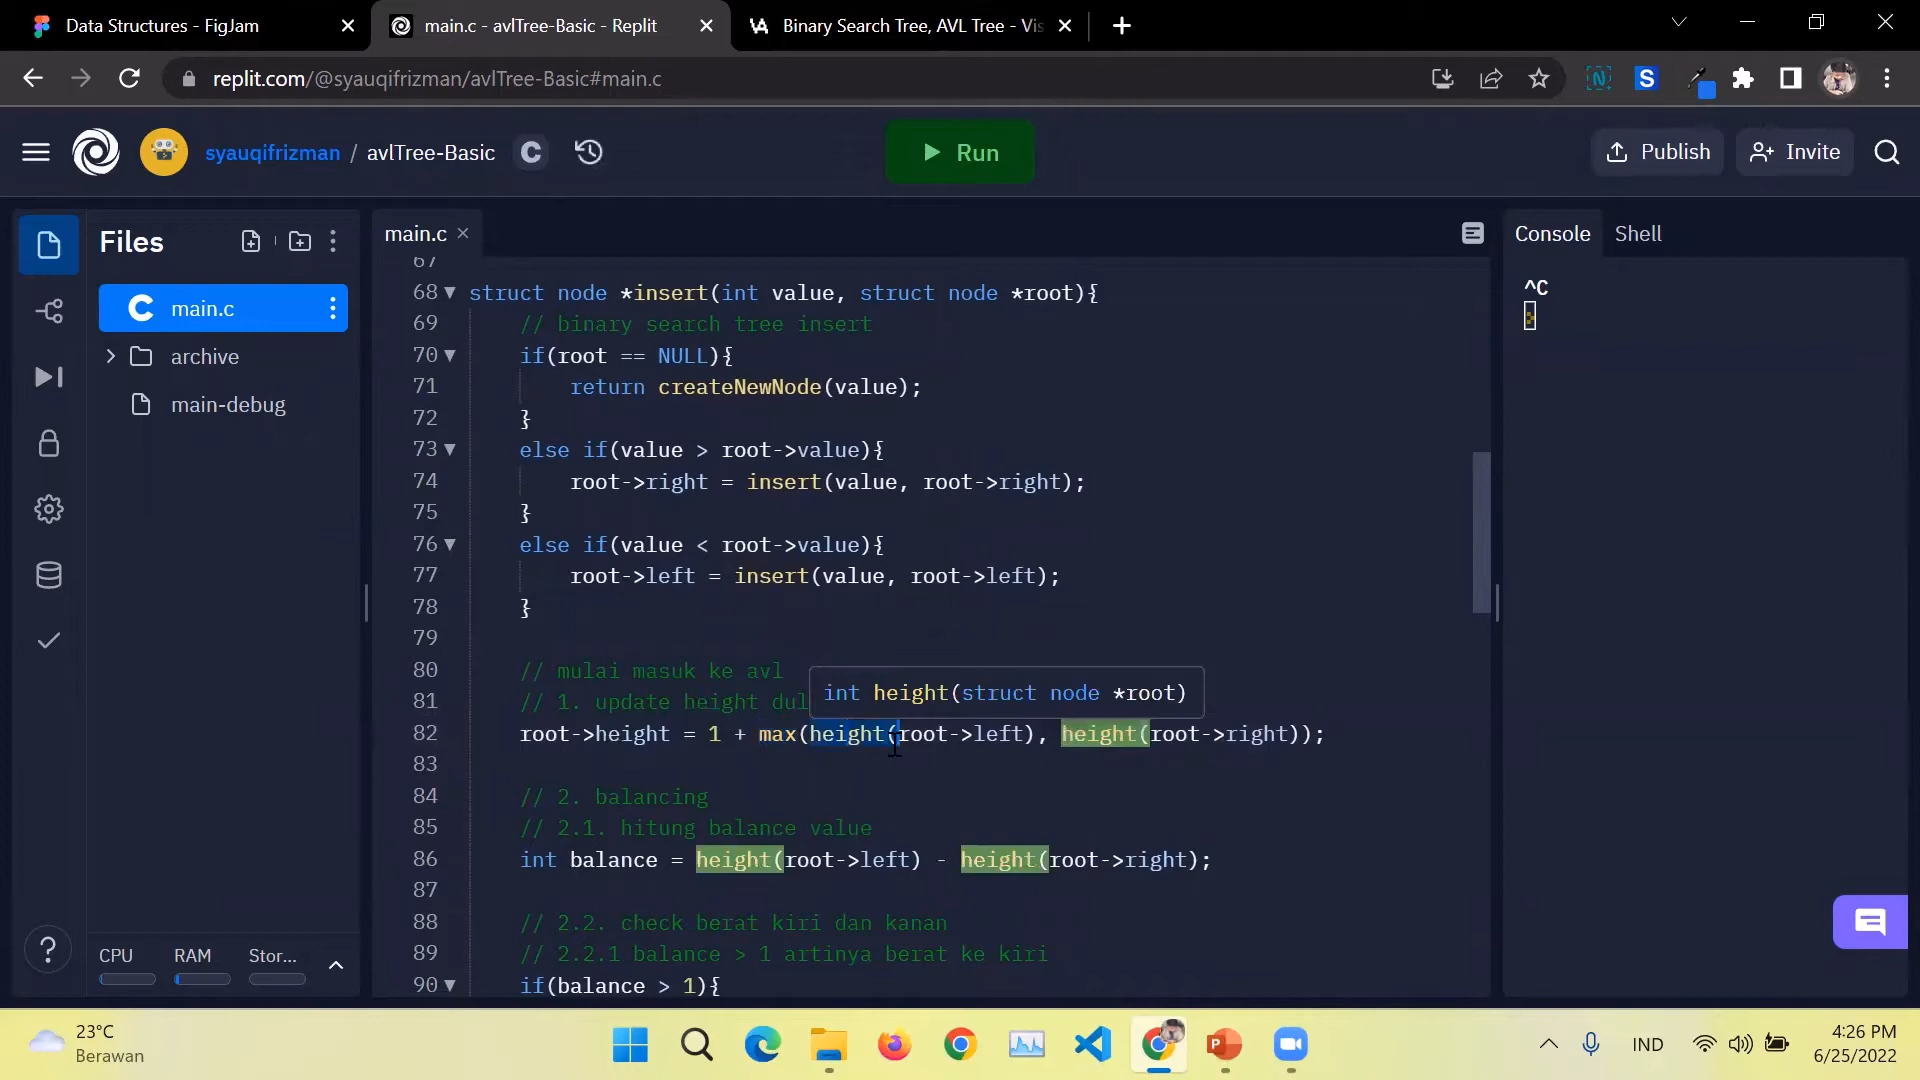 Data Structures - FigJam
main.c - avlTree-Basic - Replit
Binary Search Tree, AVL Tree - Vis
replit.com/@syauqifrizman/avlTree-Basic#main.c
syauqifrizman / avlTree-Basic C
Run
Publish
Invite
Files
main.c
archive
main-debug
CPU RAM Stor...
main.c
67
68 struct node *insert(int value, struct node *root){
69 // binary search tree insert
70 if(root == NULL){
71 return createNewNode(value);
72 }
73 else if(value > root->value){
74 root->right = insert(value, root->right);
75 }
76 else if(value < root->value){
77 root->left = insert(value, root->left);
78 }
79
80 // mulai masuk ke avl
int height(struct node *root)
81 // 1. update height dul
82 root->height = 1 + max(height(root->left), height(root->right));
83
84 // 2. balancing
85 // 2.1. hitung balance value
86 int balance = height(root->left) - height(root->right);
87
88 // 2.2. check berat kiri dan kanan
89 // 2.2.1 balance > 1 artinya berat ke kiri
90 if(balance > 1){
Console Shell
^C
23°C
Berawan
IND
4:26 PM
6/25/2022